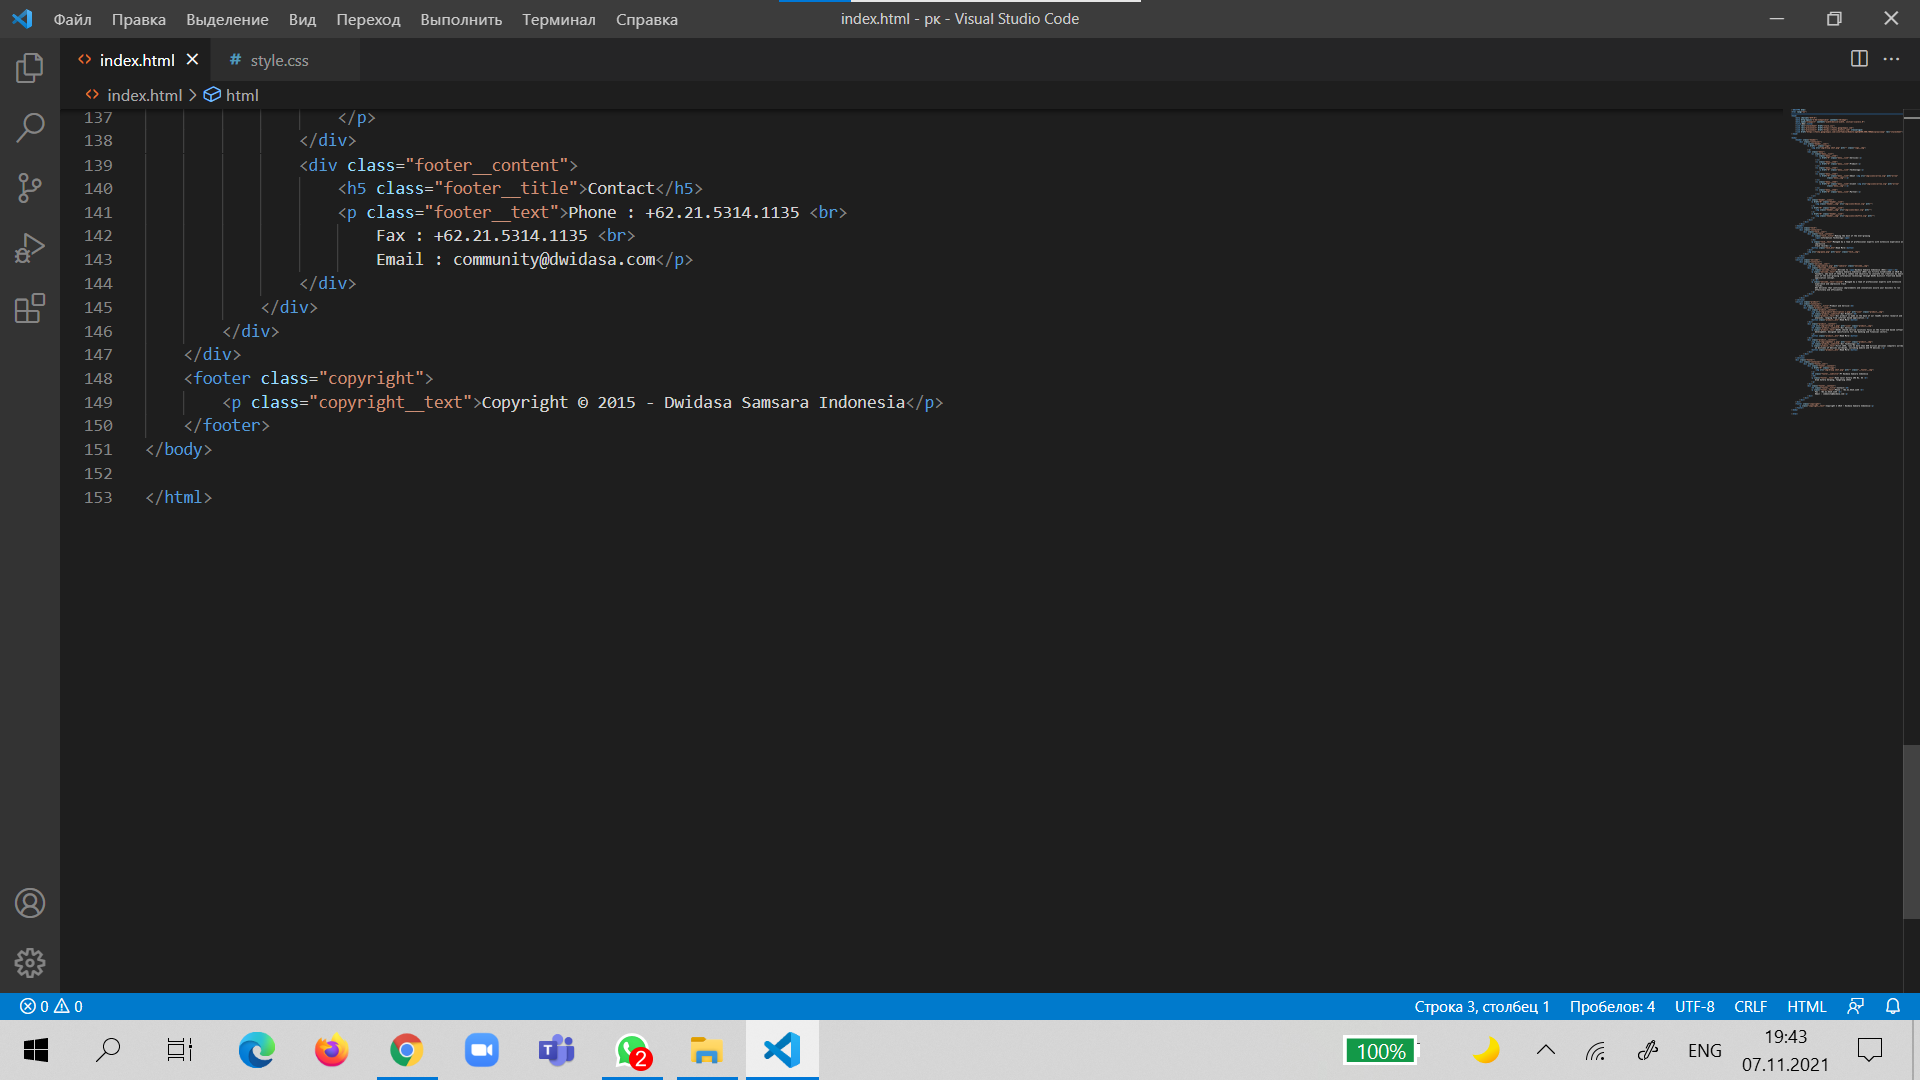 Файл Правка Выделение Вид Переход Выполнить Терминал Справка
index.html - рк - Visual Studio Code
index.html
# style.css
index.html > html
137 </p>
138 </div>
139 <div class="footer__content">
140 <h5 class="footer__title">Contact</h5>
141 <p class="footer__text">Phone : +62.21.5314.1135 <br>
142 Fax : +62.21.5314.1135 <br>
143 Email : community@dwidasa.com</p>
144 </div>
145 </div>
146 </div>
147 </div>
148 <footer class="copyright">
149 <p class="copyright__text">Copyright © 2015 - Dwidasa Samsara Indonesia</p>
150 </footer>
151 </body>
152
153 </html>
0 0
Строка 3, столбец 1 Пробелов: 4 UTF-8 CRLF HTML
2
100%
ENG
19:43
07.11.2021